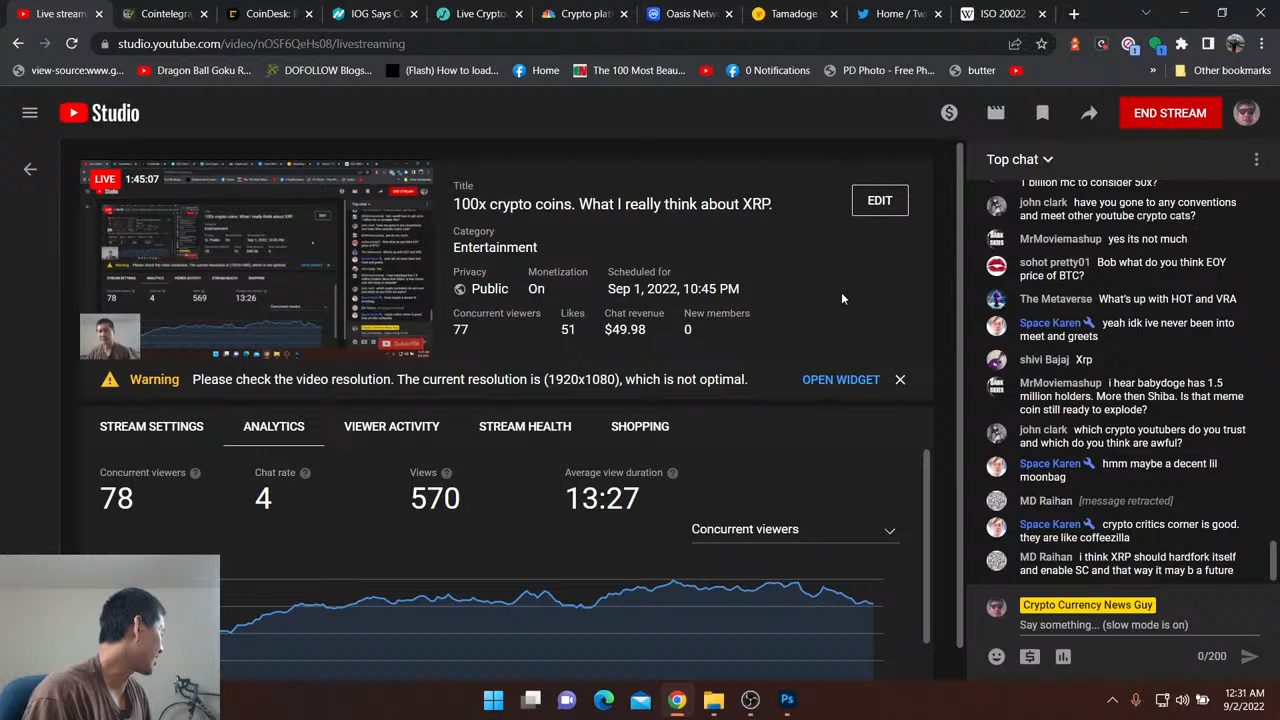 Live stream
Cointelegra
CoinDesk: B
IOG Says Ca
Live Crypto
Crypto plat
Oasis Netw
Tamadoge
Home / Tw
ISO 20022
studio.youtube.com/video/nOSF6QeHs08/livestreaming
view-source:www.g...
Dragon Ball Goku R...
DOFOLLOW Blogs...
(Flash) How to Ic...
Home
The 100 Most Beau...
0 Notifications
D Photo - Free Ph...
butter
»
Other bookmarks
Studio
END STREAM
LIVE 1:45:07
Title
100x crypto coins. What I really think about XRP.
EDIT
Category
Entertainment
Privacy
Public
Monetization
On
Scheduled for
Sep 1, 2022, 10:45 PM
Concurrent viewers
77
Likes
51
Chat revenue
$49.98
New members
0
Warning Please check the video resolution. The current resolution is (1920x1080), which is not optimal.
OPEN WIDGET
STREAM SETTINGS
ANALYTICS
VIEWER ACTIVITY
STREAM HEALTH
SHOPPING
Concurrent viewers
78
Chat rate
4
Views
570
Average view duration
13:27
Concurrent viewers
Top chat
1 billion mc to consider 50x?
john clark bob you gone to any conventions
and met other youtube crypto cats?
MrMoviemashup yes its not much
sohot pretty01 Bob what do you think EOY
price of BTC?
What's up with HOT and VRA
Space Karen yeah idk ive never been into
meet and greets
shivi Bajaj Xrp
MrMoviemashup i hear babydoge has 1.5
million holders. More then Shiba. Is that meme
coin still ready to explode?
john clark which crypto youtubers do you trust
and which do you think are awful?
Space Karen hmm maybe a decent lil
moonbag
MD Raihan [message retracted]
Space Karen crypto critics corner is good.
they are like coffeezilla
MD Raihan i think XRP should hardfork itself
and enable SC and that way it may be a future
Crypto Currency News Guy
Say something... (slow mode is on)
0/200
12:31 AM
9/2/2022